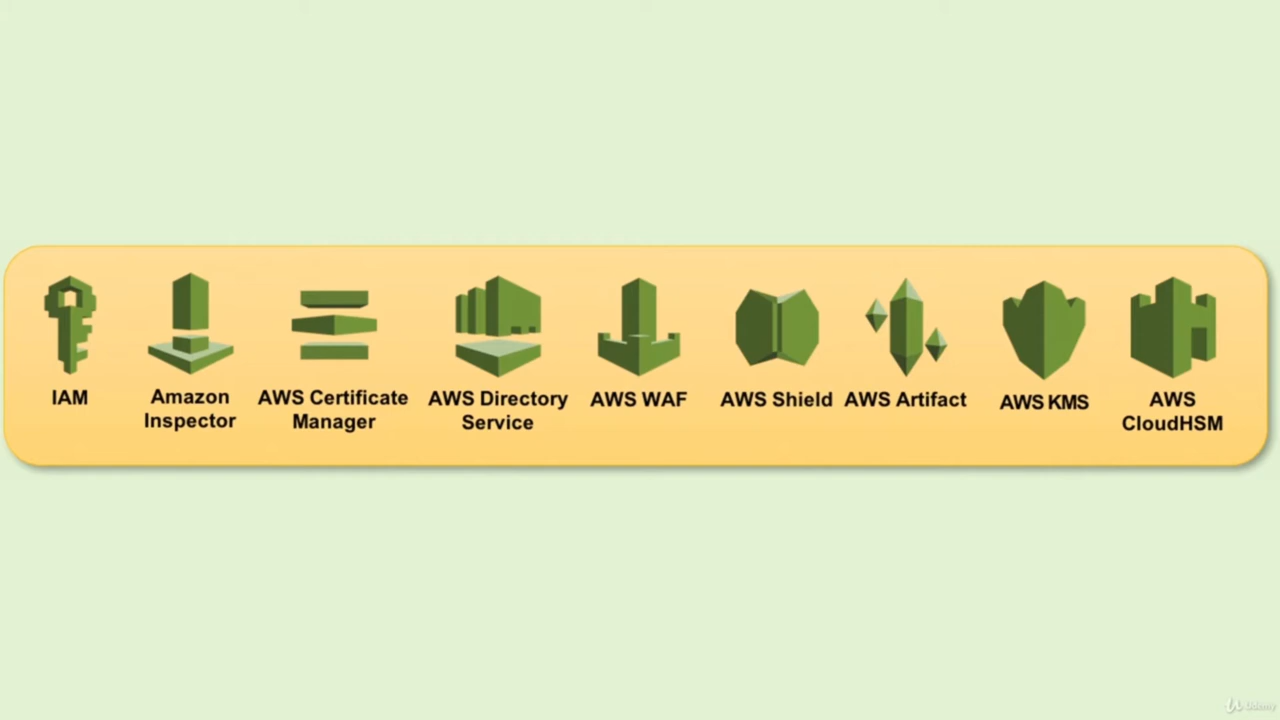 IAM
Amazon
Inspector
AWS Certificate
Manager
AWS Directory
Service
AWS WAF
AWS Shield
AWS Artifact
AWS KMS
AWS
CloudHSM
Udemy